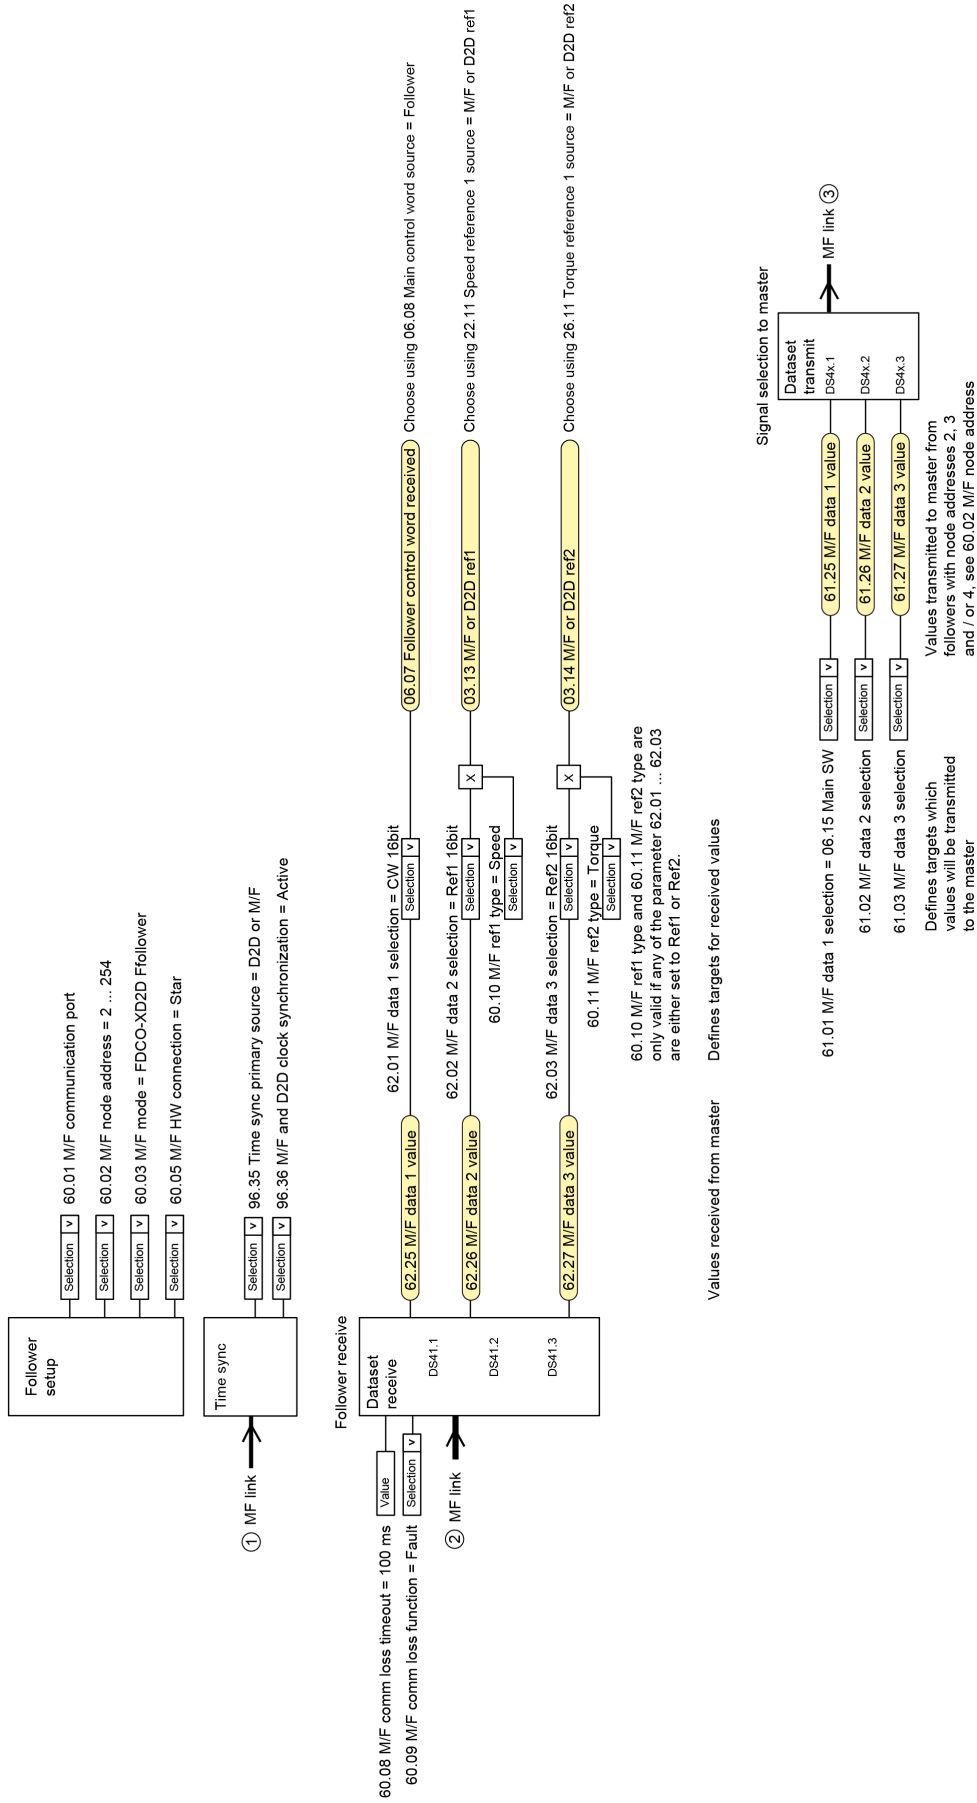 Follower
setup
Selection v 60.01 M/F communication port
Selection v 60.02 M/F node address = 2 ... 254
Selection v 60.03 M/F mode = FDCO-XD2D Ffollower
Selection v 60.05 M/F HW connection = Star
1 MF link
Time sync
Selection v 96.35 Time sync primary source = D2D or M/F
Selection v 96.36 M/F and D2D clock synchronization = Active
Follower receive
60.08 M/F comm loss timeout = 100 ms Value
60.09 M/F comm loss function = Fault Selection v
2 MF link
Dataset
receive
DS41.1
DS41.2
DS41.3
62.25 M/F data 1 value
62.01 M/F data 1 selection = CW 16bit
Selection v
06.07 Follower control word received
Choose using 06.08 Main control word source = Follower
62.26 M/F data 2 value
62.02 M/F data 2 selection = Ref1 16bit
Selection v
X
03.13 M/F or D2D ref1
Choose using 22.11 Speed reference 1 source = M/F or D2D ref1
60.10 M/F ref1 type = Speed
Selection v
62.27 M/F data 3 value
62.03 M/F data 3 selection = Ref2 16bit
Selection v
X
03.14 M/F or D2D ref2
Choose using 26.11 Torque reference 1 source = M/F or D2D ref2
60.11 M/F ref2 type = Torque
Selection v
60.10 M/F ref1 type and 60.11 M/F ref2 type are
only valid if any of the parameter 62.01 ... 62.03
are either set to Ref1 or Ref2.
Values received from master
Defines targets for received values
Signal selection to master
61.01 M/F data 1 selection = 06.15 Main SW
Selection v
61.25 M/F data 1 value
61.02 M/F data 2 selection
Selection v
61.26 M/F data 2 value
61.03 M/F data 3 selection
Selection v
61.27 M/F data 3 value
Dataset
transmit
DS4x.1
DS4x.2
DS4x.3
MF link 3
Defines targets which
values will be transmitted
to the master
Values transmitted to master from
followers with node addresses 2, 3
and / or 4, see 60.02 M/F node address